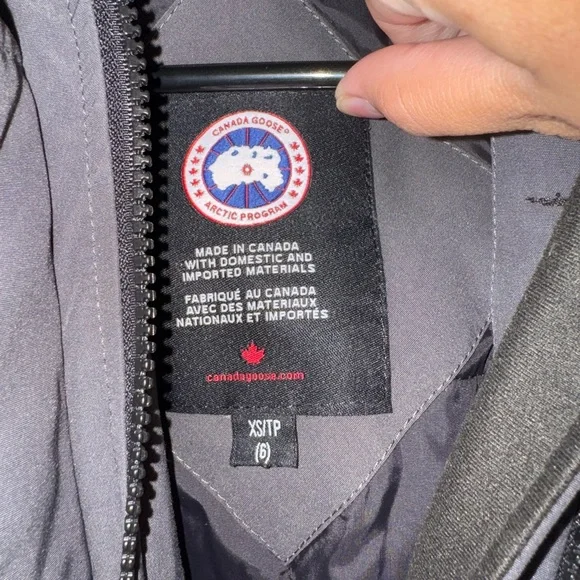 CANADA GOOSE®
ARCTIC PROGRAM
MADE IN CANADA
WITH DOMESTIC AND
IMPORTED MATERIALS
FABRIQUÉ AU CANADA
AVEC DES MATERIAUX
NATIONAUX ET IMPORTÉS
canadagoose.com
XS/TP
(6)